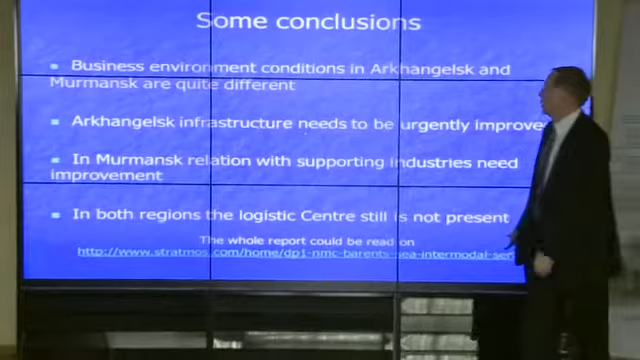 Some conclusions
Business environment conditions in Arkhangelsk and
Murmansk are quite different
Arkhangelsk infrastructure needs to be urgently improve
In Murmansk relation with supporting industries need
improvement
In both regions the logistic Centre still is not present
The whole report could be read on
http://www.stratmos.com/home/dp1-nmc-barents-sea-intermodal-ser